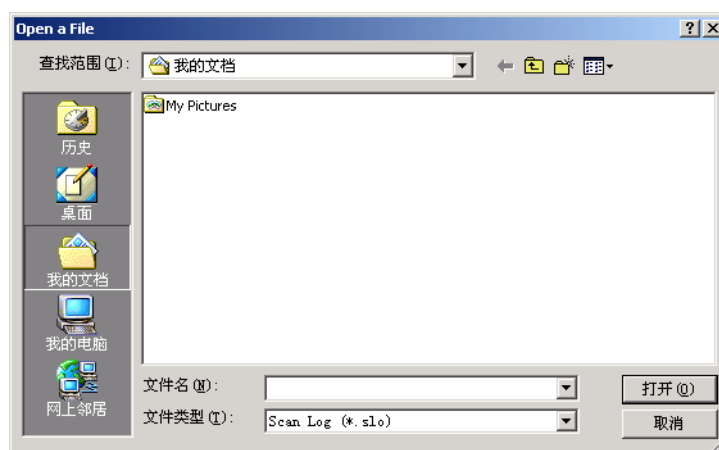 Open a File
查找范围(I): 我的文档
My Pictures
历史
桌面
我的文档
我的电脑
网上邻居
文件名(N):
打开(O)
文件类型(T): Scan Log (*.slo)
取消